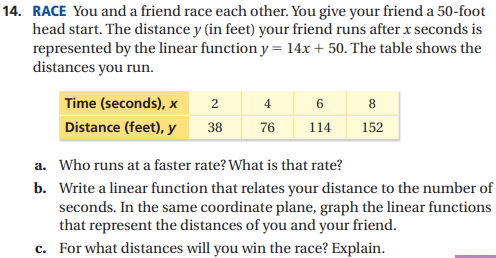 14. RACE You and a friend race each other. You give your friend a 50-foot
head start. The distance y (in feet) your friend runs after x seconds is
represented by the linear function y = 14x + 50. The table shows the
distances you run.
Time (seconds), x 2 4 6 8
Distance (feet), y 38 76 114 152
a. Who runs at a faster rate? What is that rate?
b. Write a linear function that relates your distance to the number of
seconds. In the same coordinate plane, graph the linear functions
that represent the distances of you and your friend.
c. For what distances will you win the race? Explain.